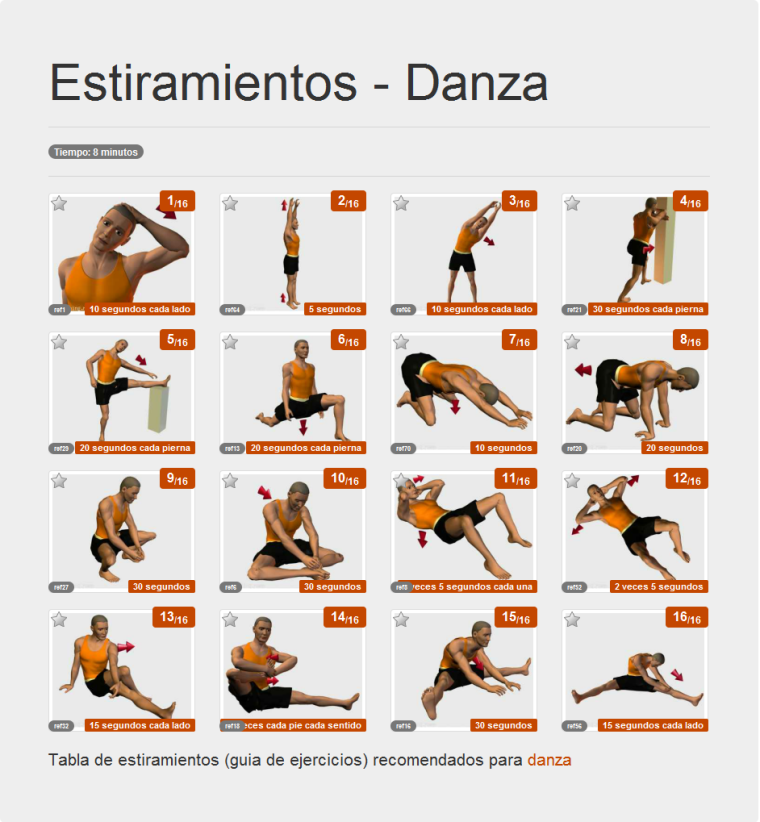 Estiramientos - Danza
Tiempo: 8 minutos
1/16
ref1
10 segundos cada lado
2/16
ref64
5 segundos
3/16
ref66
10 segundos cada lado
4/16
ref21
30 segundos cada pierna
5/16
ref25
20 segundos cada pierna
6/16
ref13
20 segundos cada pierna
7/16
ref70
10 segundos
8/16
ref20
20 segundos
9/16
ref27
30 segundos
10/16
ref6
30 segundos
11/16
ref8
veces 5 segundos cada una
12/16
ref52
2 veces 5 segundos
13/16
ref32
15 segundos cada lado
14/16
ref18
eces cada pie cada sentido
15/16
ref16
30 segundos
16/16
ref56
15 segundos cada lado
Tabla de estiramientos (guia de ejercicios) recomendados para danza